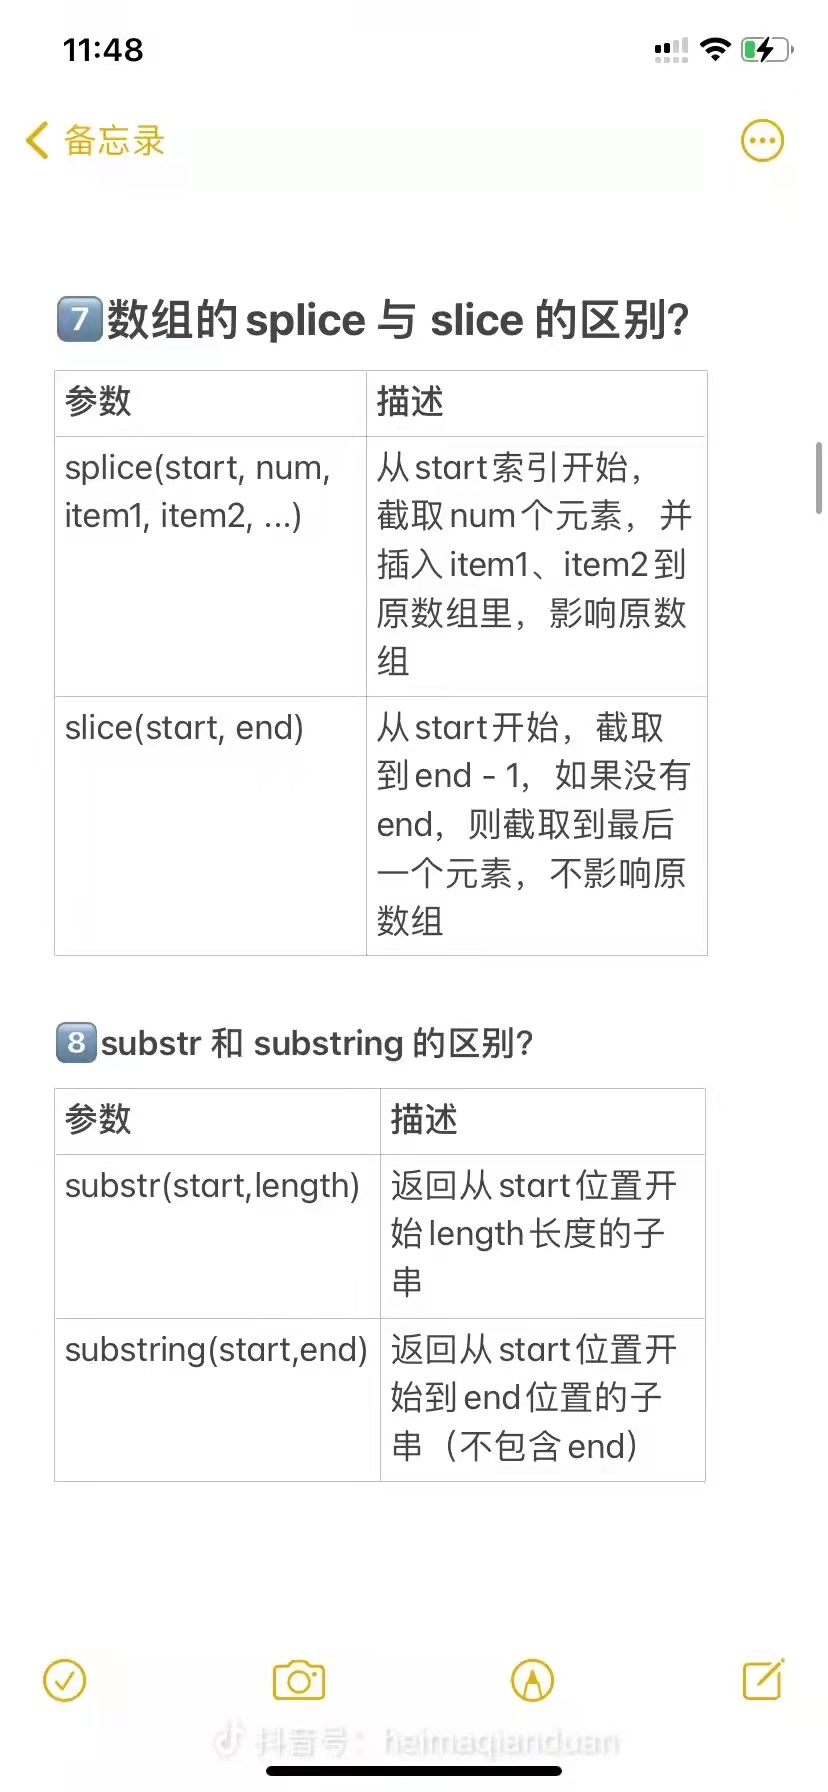 11:48
备忘录
7数组的splice 与 slice 的区别?
参数
描述
splice(start, num,
item1, item2, ...)
从start索引开始，
截取num个元素，并
插入item1、item2到
原数组里，影响原数
组
slice(start, end)
从start开始，截取
到end - 1，如果没有
end，则截取到最后
一个元素，不影响原
数组
8substr 和 substring 的区别?
参数
描述
substr(start,length)
返回从start位置开
始length长度的子
串
substring(start,end)
返回从start位置开
始到end位置的子
串（不包含end）
抖音号：heimaqianduan